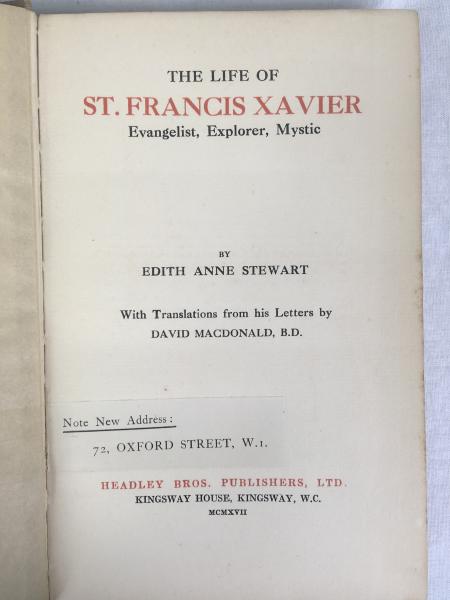 THE LIFE OF
ST. FRANCIS XAVIER
Evangelist, Explorer, Mystic
BY
EDITH ANNE STEWART
With Translations from his Letters by
DAVID MACDONALD, B.D.
Note New Address:
72, OXFORD STREET, W.1.
HEADLEY BROS. PUBLISHERS, LTD.
KINGSWAY HOUSE, KINGSWAY, W.C.
MCMXVII